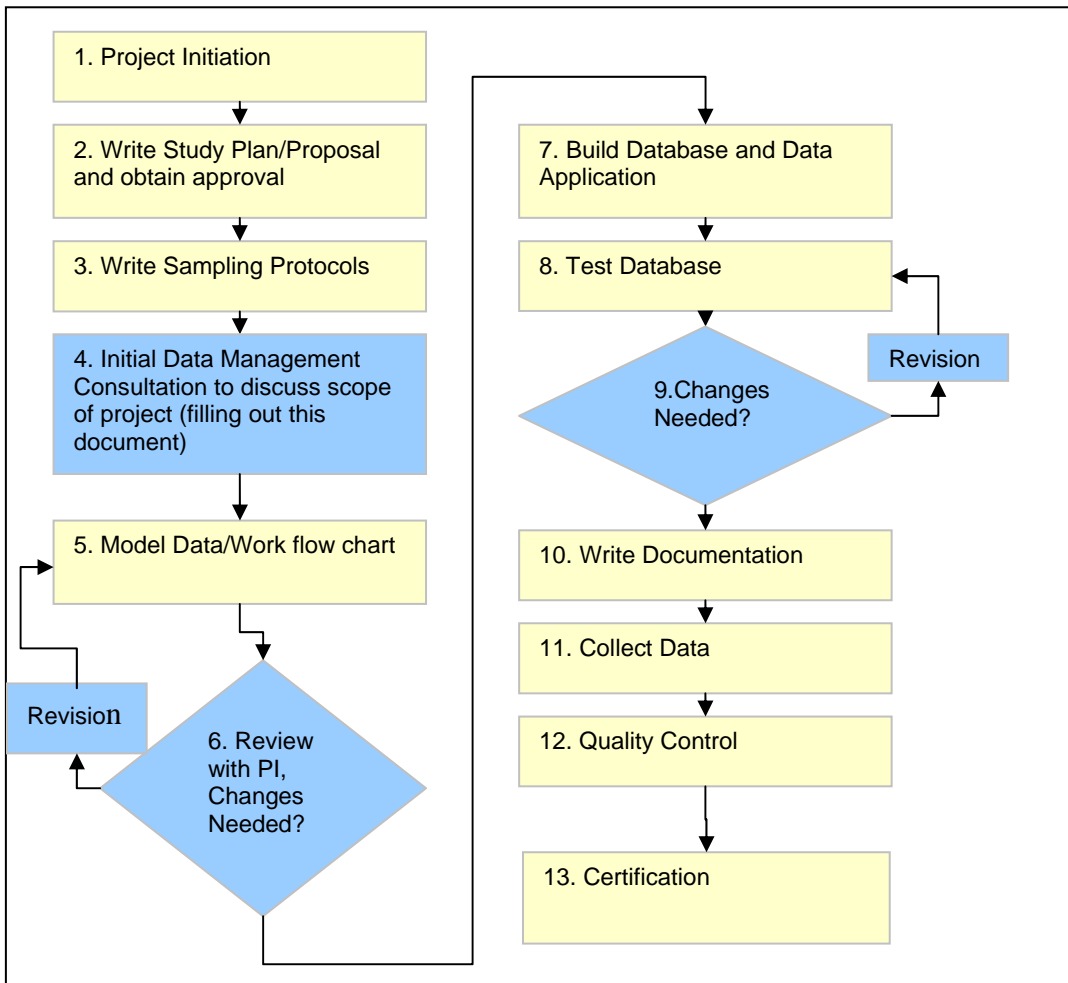 1. Project Initiation
2. Write Study Plan/Proposal
and obtain approval
3. Write Sampling Protocols
4. Initial Data Management
Consultation to discuss scope
of project (filling out this
document)
5. Model Data/Work flow chart
Revision
6. Review
with PI,
Changes
Needed?
7. Build Database and Data
Application
8. Test Database
Revision
9.Changes
Needed?
10. Write Documentation
11. Collect Data
12. Quality Control
13. Certification